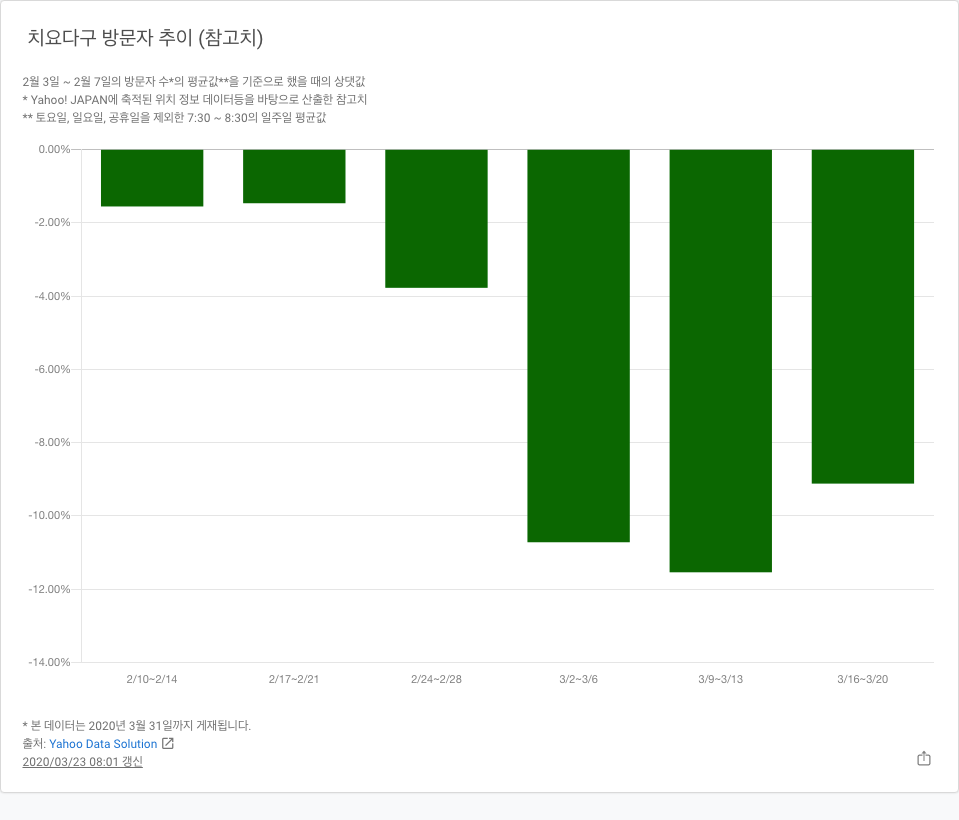 치요다구 방문자 추이 (참고치)
2월 3일 ~ 2월 7일의 방문자 수*의 평균값**을 기준으로 했을 때의 상댓값
* Yahoo! JAPAN에 축적된 위치 정보 데이터등을 바탕으로 산출한 참고치
** 토요일, 일요일, 공휴일을 제외한 7:30 ~ 8:30의 일주일 평균값
0.00%
-2.00%
-4.00%
-6.00%
-8.00%
-10.00%
-12.00%
-14.00%
2/10~2/14 2/17~2/21 2/24~2/28 3/2~3/6 3/9~3/13 3/16~3/20
* 본 데이터는 2020년 3월 31일까지 게재됩니다.
출처: Yahoo Data Solution
2020/03/23 08:01 갱신